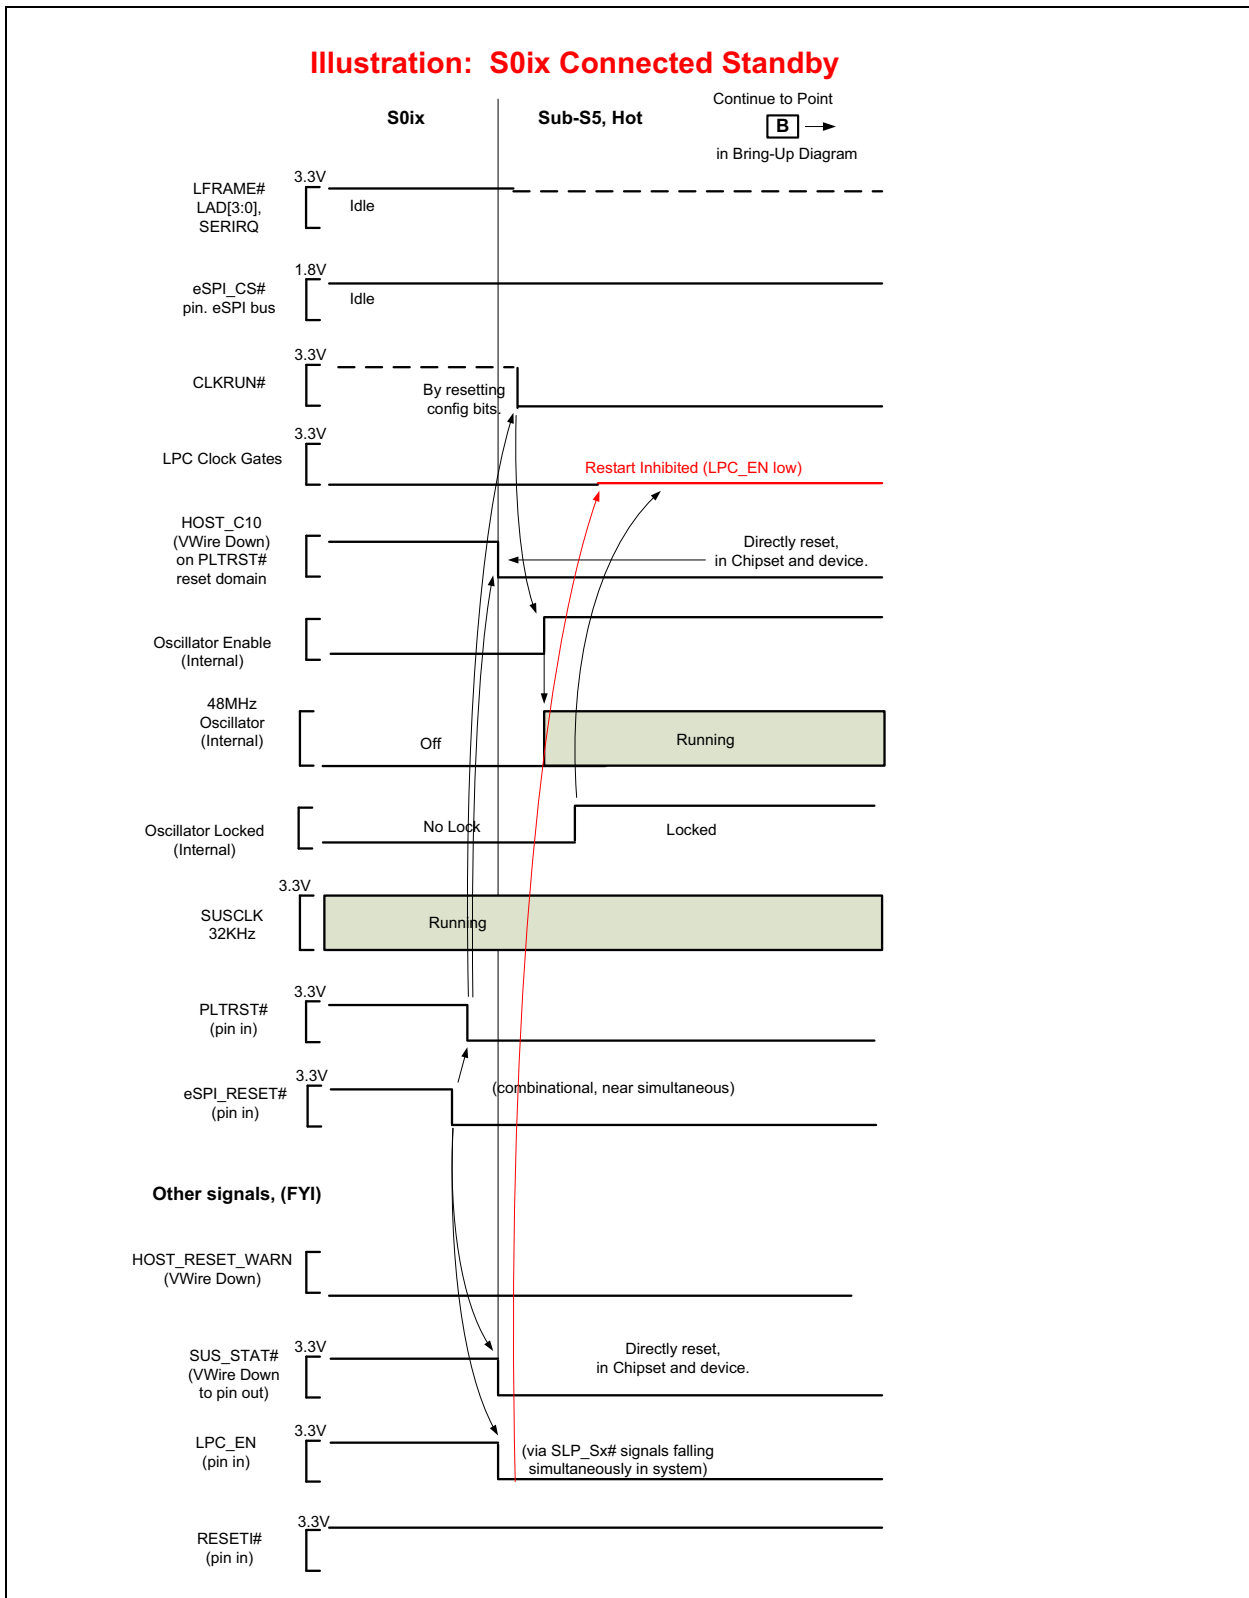 Illustration:  S0ix Connected Standby
S0ix
Sub-S5, Hot
Continue to Point
B
in Bring-Up Diagram
3.3V
LFRAME#
LAD[3:0],
SERIRQ
Idle
1.8V
eSPI_CS#
pin. eSPI bus
Idle
3.3V
CLKRUN#
By resetting
config bits.
3.3V
LPC Clock Gates
Restart Inhibited (LPC_EN low)
HOST_C10
(VWire Down)
on PLTRST#
reset domain
Directly reset,
in Chipset and device.
Oscillator Enable
(Internal)
48MHz
Oscillator
(Internal)
Off
Running
Oscillator Locked
(Internal)
No Lock
Locked
3.3V
SUSCLK
32KHz
Running
3.3V
PLTRST#
(pin in)
3.3V
eSPI_RESET#
(pin in)
(combinational, near simultaneous)
Other signals, (FYI)
HOST_RESET_WARN
(VWire Down)
3.3V
SUS_STAT#
(VWire Down
to pin out)
Directly reset,
in Chipset and device.
3.3V
LPC_EN
(pin in)
(via SLP_Sx# signals falling
simultaneously in system)
3.3V
RESETI#
(pin in)